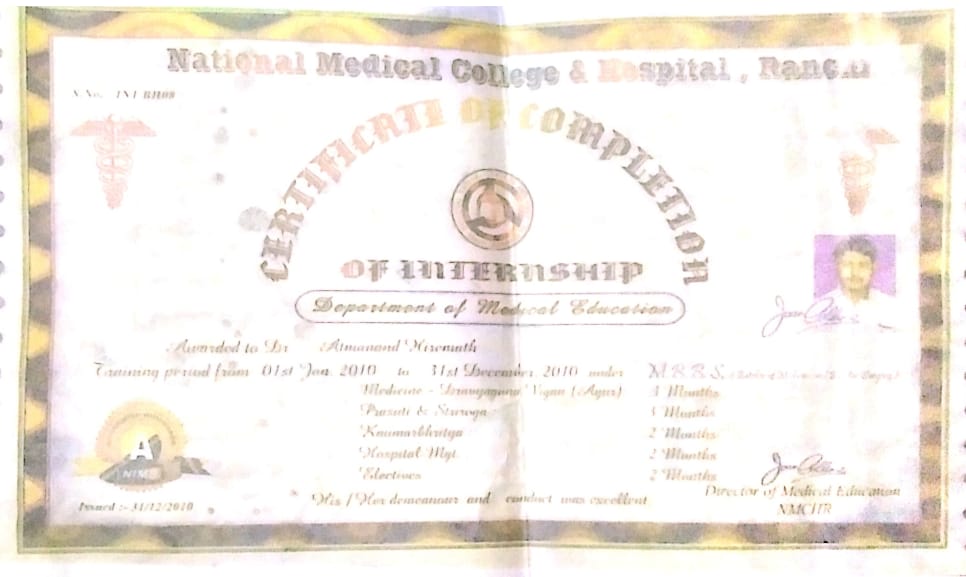 National Medical College & Hospital , Ranchi
S.No. INT RH08
CERTIFICATE OF COMPLETION
OF INTERNSHIP
Department of Medical Education
Awarded to Dr Atmanand Hiremath
Training period from 01st Jan. 2010 to 31st December, 2010 under M.B.B.S.
Medicine - Dravyaguna Vigan (Ayur) 3 Months
Prasuti & Striroga 3 Months
Kaumarbhritya 2 Months
Hospital Mgt. 2 Months
Electives 2 Months
His / Her demeanour and conduct was excellent
A
NIMS
Issued :- 31/12/2010
Director of Medical Education
NMCHR